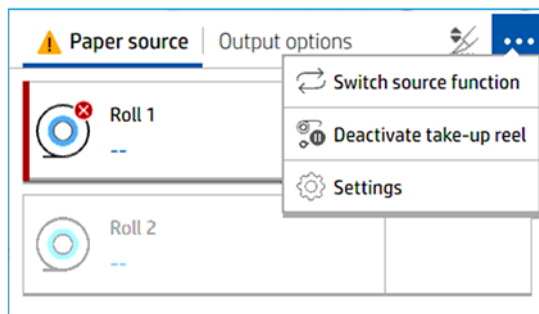 Paper source
Output options
...
Switch source function
Roll 1
--
Deactivate take-up reel
Settings
Roll 2
--